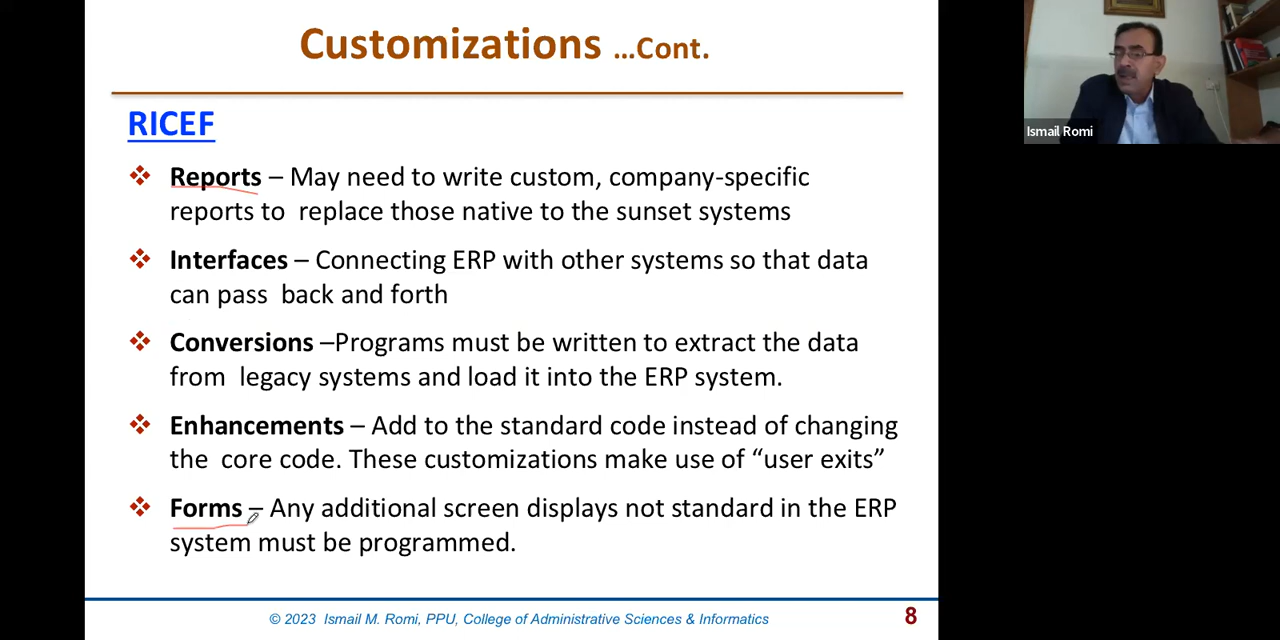 Customizations ...Cont.
RICEF
❖ Reports – May need to write custom, company-specific
reports to replace those native to the sunset systems
❖ Interfaces – Connecting ERP with other systems so that data
can pass back and forth
❖ Conversions –Programs must be written to extract the data
from legacy systems and load it into the ERP system.
❖ Enhancements – Add to the standard code instead of changing
the core code. These customizations make use of “user exits”
❖ Forms – Any additional screen displays not standard in the ERP
system must be programmed.
© 2023 Ismail M. Romi, PPU, College of Administrative Sciences & Informatics
8
Ismail Romi